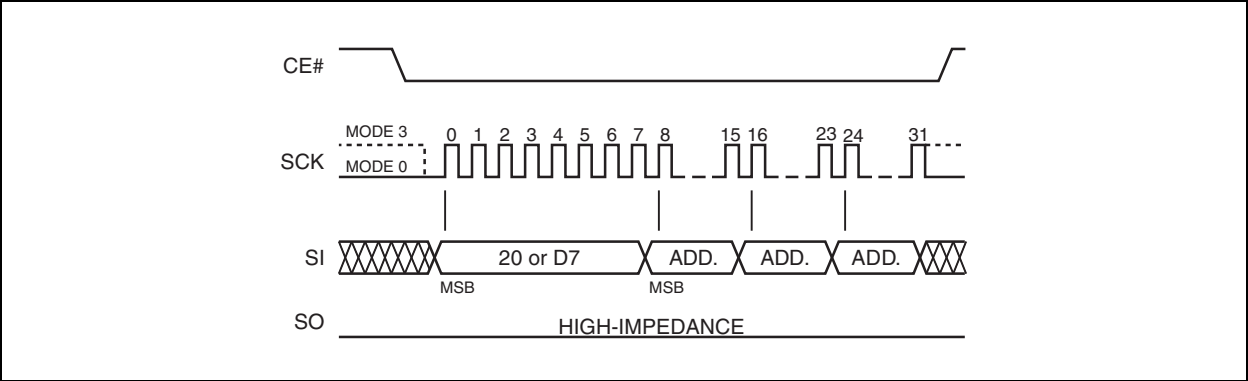 CE#
MODE 3
0 1 2 3 4 5 6 7 8 15 16 23 24 31
SCK
MODE 0
SI
20 or D7
ADD.
ADD.
ADD.
MSB
MSB
SO
HIGH-IMPEDANCE